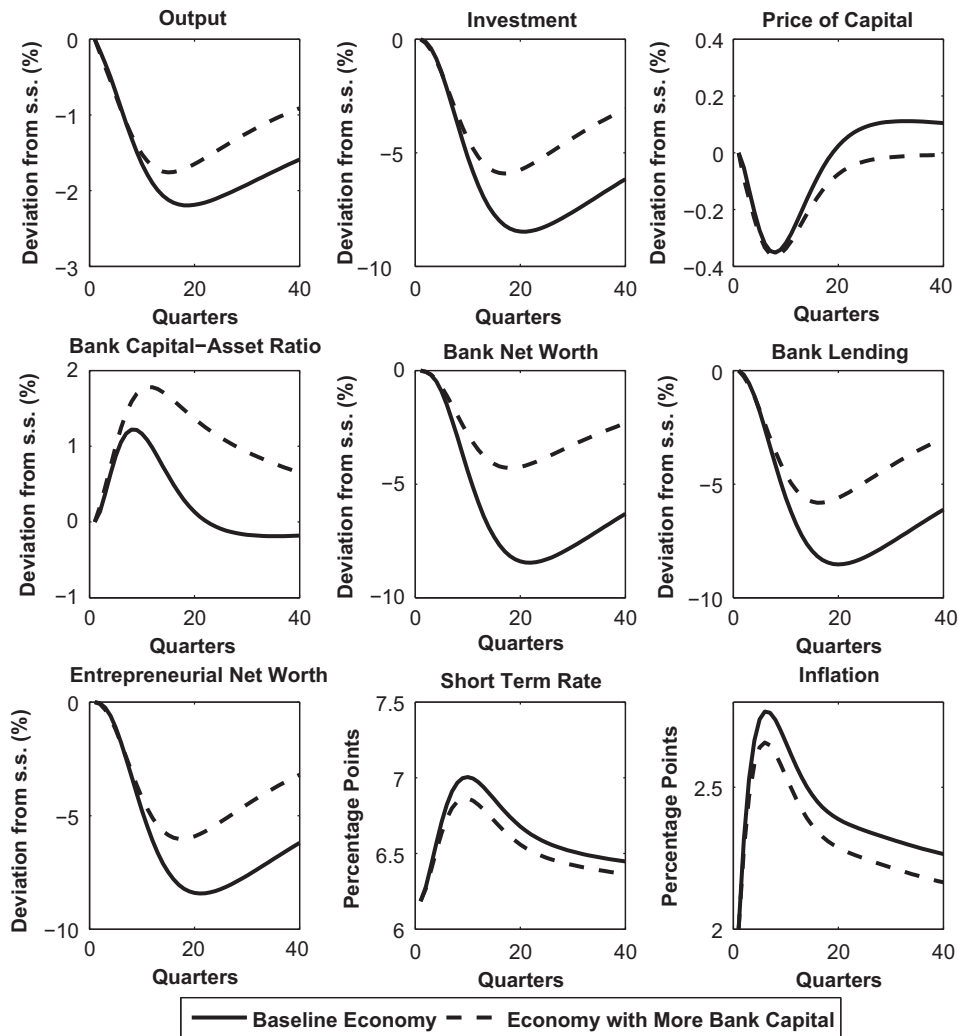 Output
Deviation from s.s. (%)
0
−1
−2
−3
0 20 40
Quarters
Investment
Deviation from s.s. (%)
0
−5
−10
0 20 40
Quarters
Price of Capital
Deviation from s.s. (%)
0.4
0.2
0
−0.2
−0.4
0 20 40
Quarters
Bank Capital−Asset Ratio
Deviation from s.s. (%)
2
1
0
−1
0 20 40
Quarters
Bank Net Worth
Deviation from s.s. (%)
0
−5
−10
0 20 40
Quarters
Bank Lending
Deviation from s.s. (%)
0
−5
−10
0 20 40
Quarters
Entrepreneurial Net Worth
Deviation from s.s. (%)
0
−5
−10
0 20 40
Quarters
Short Term Rate
Percentage Points
7.5
7
6.5
6
0 20 40
Quarters
Inflation
Percentage Points
2.5
2
0 20 40
Quarters
Baseline Economy
Economy with More Bank Capital